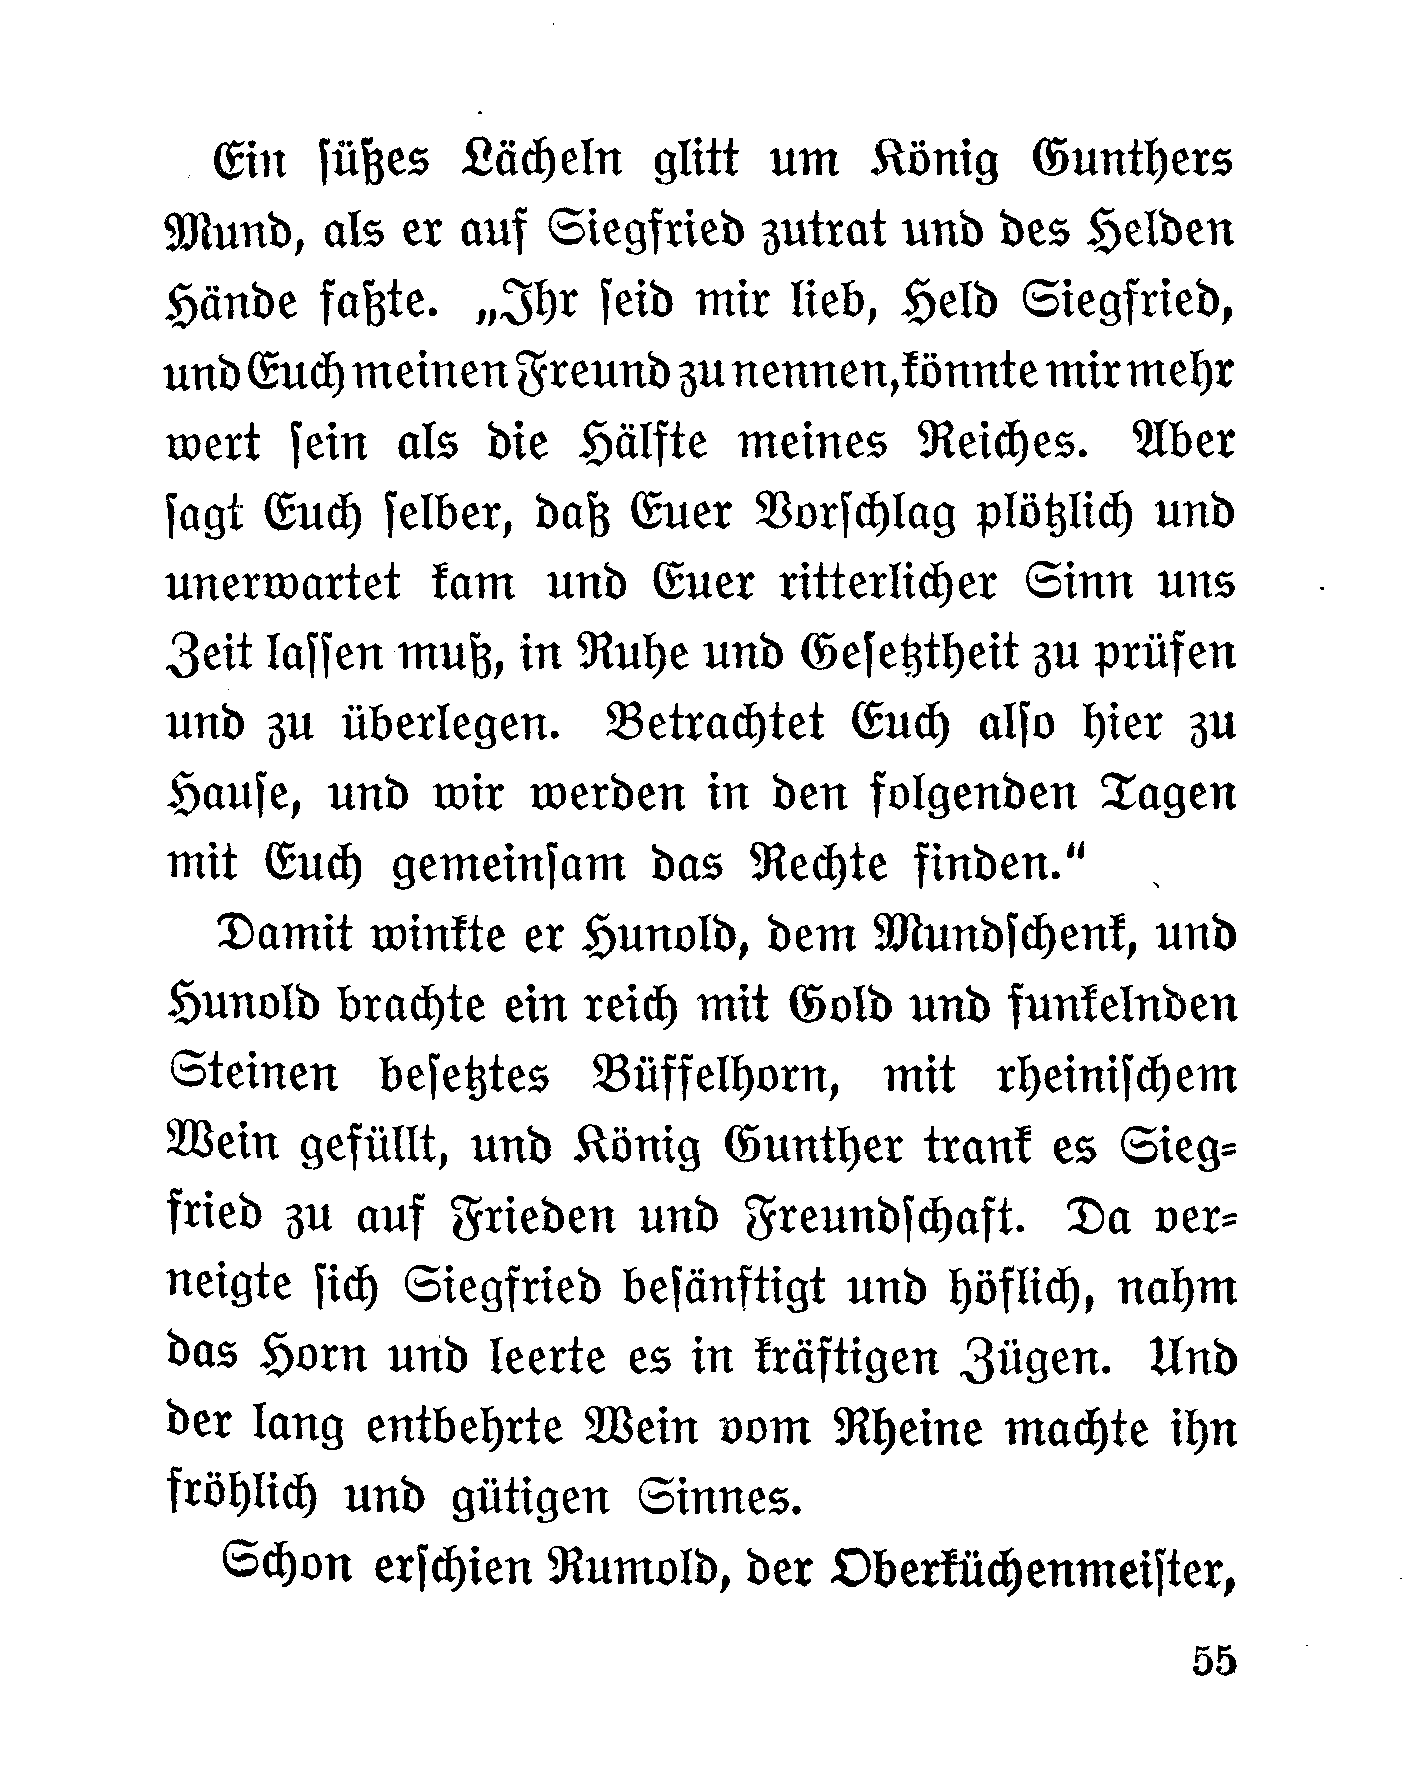 Ein süßes Lächeln glitt um König Gunthers
Mund, als er auf Siegfried zutrat und des Helden
Hände faßte. „Ihr seid mir lieb, Held Siegfried,
und Euch meinen Freund zu nennen, könnte mir mehr
wert sein als die Hälfte meines Reiches. Aber
sagt Euch selber, daß Euer Vorschlag plötzlich und
unerwartet kam und Euer ritterlicher Sinn uns
Zeit lassen muß, in Ruhe und Gesetztheit zu prüfen
und zu überlegen. Betrachtet Euch also hier zu
Hause, und wir werden in den folgenden Tagen
mit Euch gemeinsam das Rechte finden.“
Damit winkte er Hunold, dem Mundschenk, und
Hunold brachte ein reich mit Gold und funkelnden
Steinen besetztes Büffelhorn, mit rheinischem
Wein gefüllt, und König Gunther trank es Sieg=
fried zu auf Frieden und Freundschaft. Da ver=
neigte sich Siegfried besänftigt und höflich, nahm
das Horn und leerte es in kräftigen Zügen. Und
der lang entbehrte Wein vom Rheine machte ihn
fröhlich und gütigen Sinnes.
Schon erschien Rumold, der Oberküchenmeister,
55